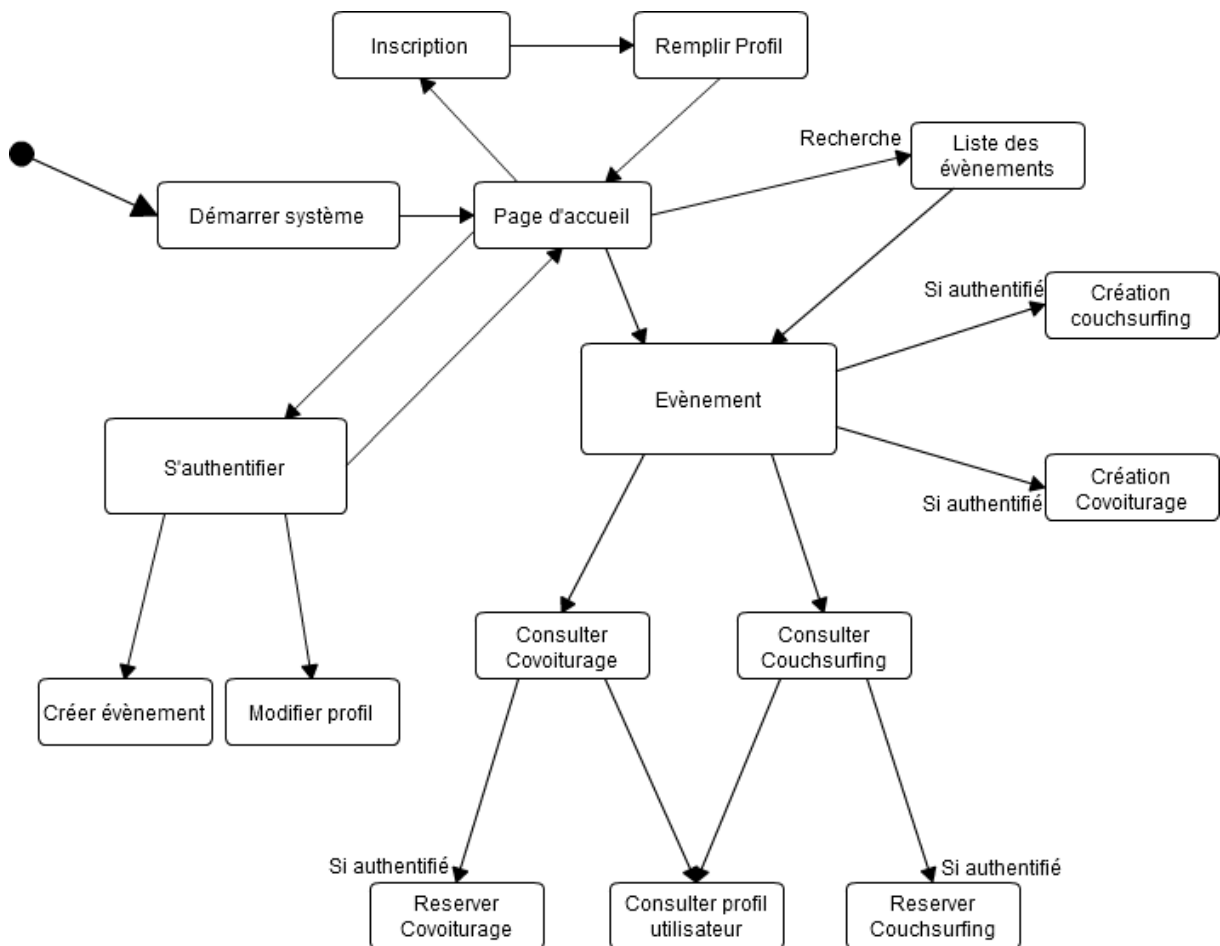 Inscription
Remplir Profil
Recherche
Liste des
évènements
Démarrer système
Page d'accueil
Si authentifié
Création
couchsurfing
Evènement
S'authentifier
Création
Covoiturage
Si authentifié
Consulter
Covoiturage
Consulter
Couchsurfing
Créer évènement
Modifier profil
Si authentifié
Si authentifié
Reserver
Covoiturage
Consulter profil
utilisateur
Reserver
Couchsurfing